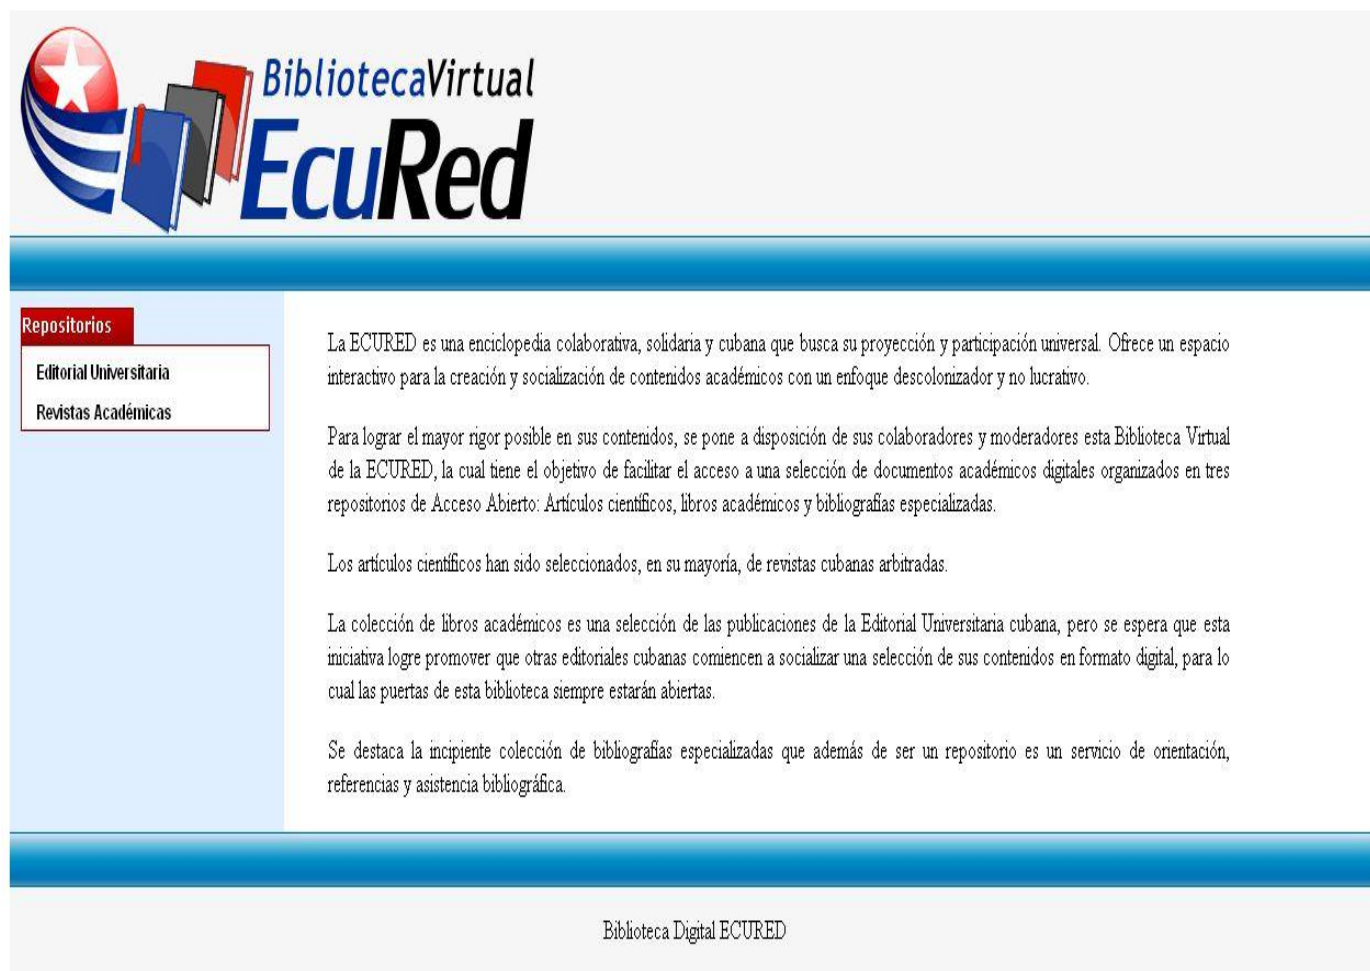 BibliotecaVirtual
EcuRed
Repositorios
Editorial Universitaria
Revistas Académicas
La ECURED es una enciclopedia colaborativa, solidaria y cubana que busca su proyección y participación universal. Ofrece un espacio
interactivo para la creación y socialización de contenidos académicos con un enfoque descolonizador y no lucrativo.
Para lograr el mayor rigor posible en sus contenidos, se pone a disposición de sus colaboradores y moderadores esta Biblioteca Virtual
de la ECURED, la cual tiene el objetivo de facilitar el acceso a una selección de documentos académicos digitales organizados en tres
repositorios de Acceso Abierto: Artículos científicos, libros académicos y bibliografías especializadas.
Los artículos científicos han sido seleccionados, en su mayoría, de revistas cubanas arbitradas.
La colección de libros académicos es una selección de las publicaciones de la Editorial Universitaria cubana, pero se espera que esta
iniciativa logre promover que otras editoriales cubanas comiencen a socializar una selección de sus contenidos en formato digital, para lo
cual las puertas de esta biblioteca siempre estarán abiertas.
Se destaca la incipiente colección de bibliografías especializadas que además de ser un repositorio es un servicio de orientación,
referencias y asistencia bibliográfica.
Biblioteca Digital ECURED